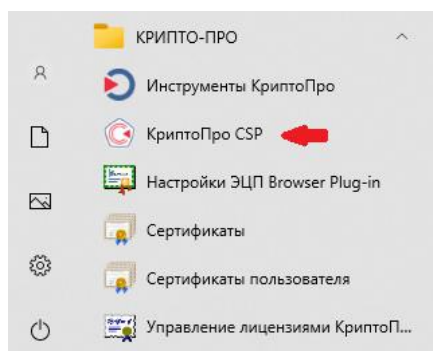 КРИПТО-ПРО
Инструменты КриптоПро
КриптоПро CSP
Настройки ЭЦП Browser Plug-in
Сертификаты
Сертификаты пользователя
Управление лицензиями КриптоП...